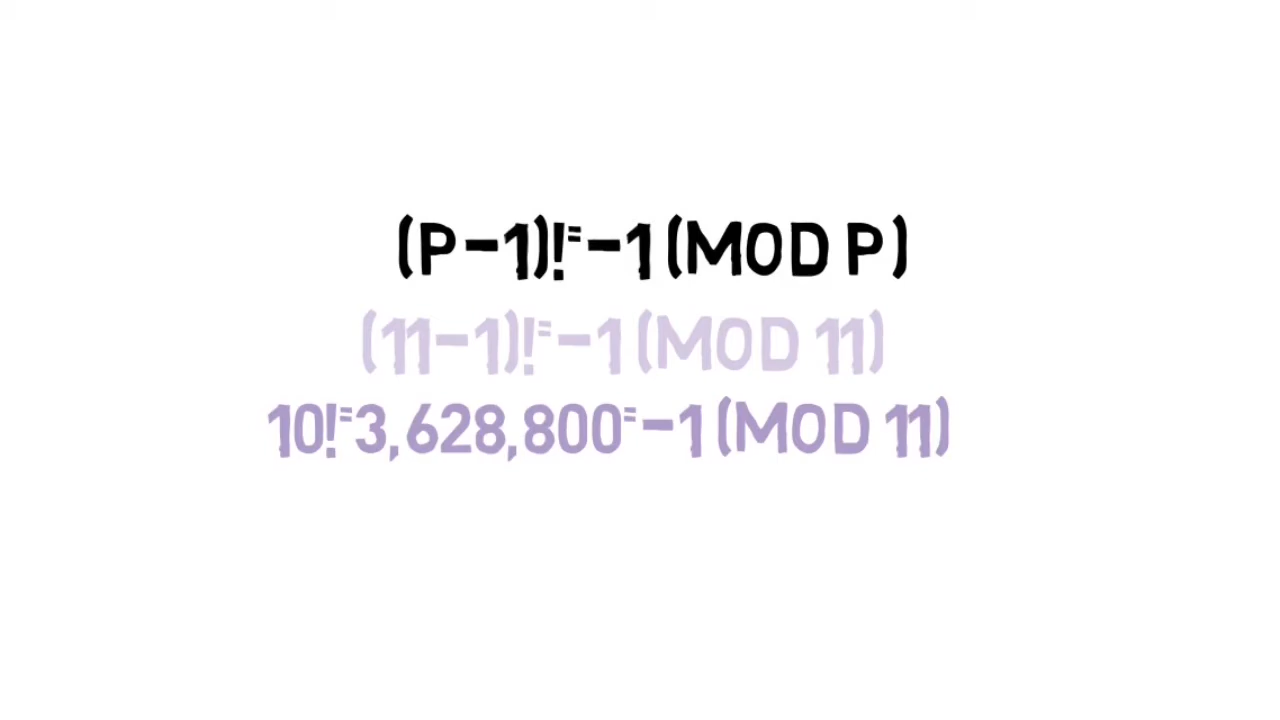 (P-1)!=-1 (MOD P)
(11-1)!=-1 (MOD 11)
10!=3,628,800=-1 (MOD 11)